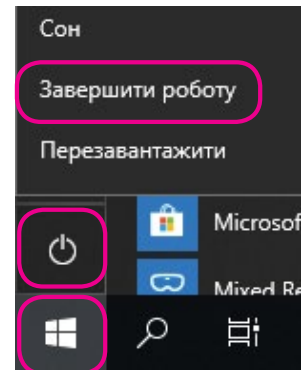 Сон
Завершити роботу
Перезавантажити
Microsof
Mixed Re